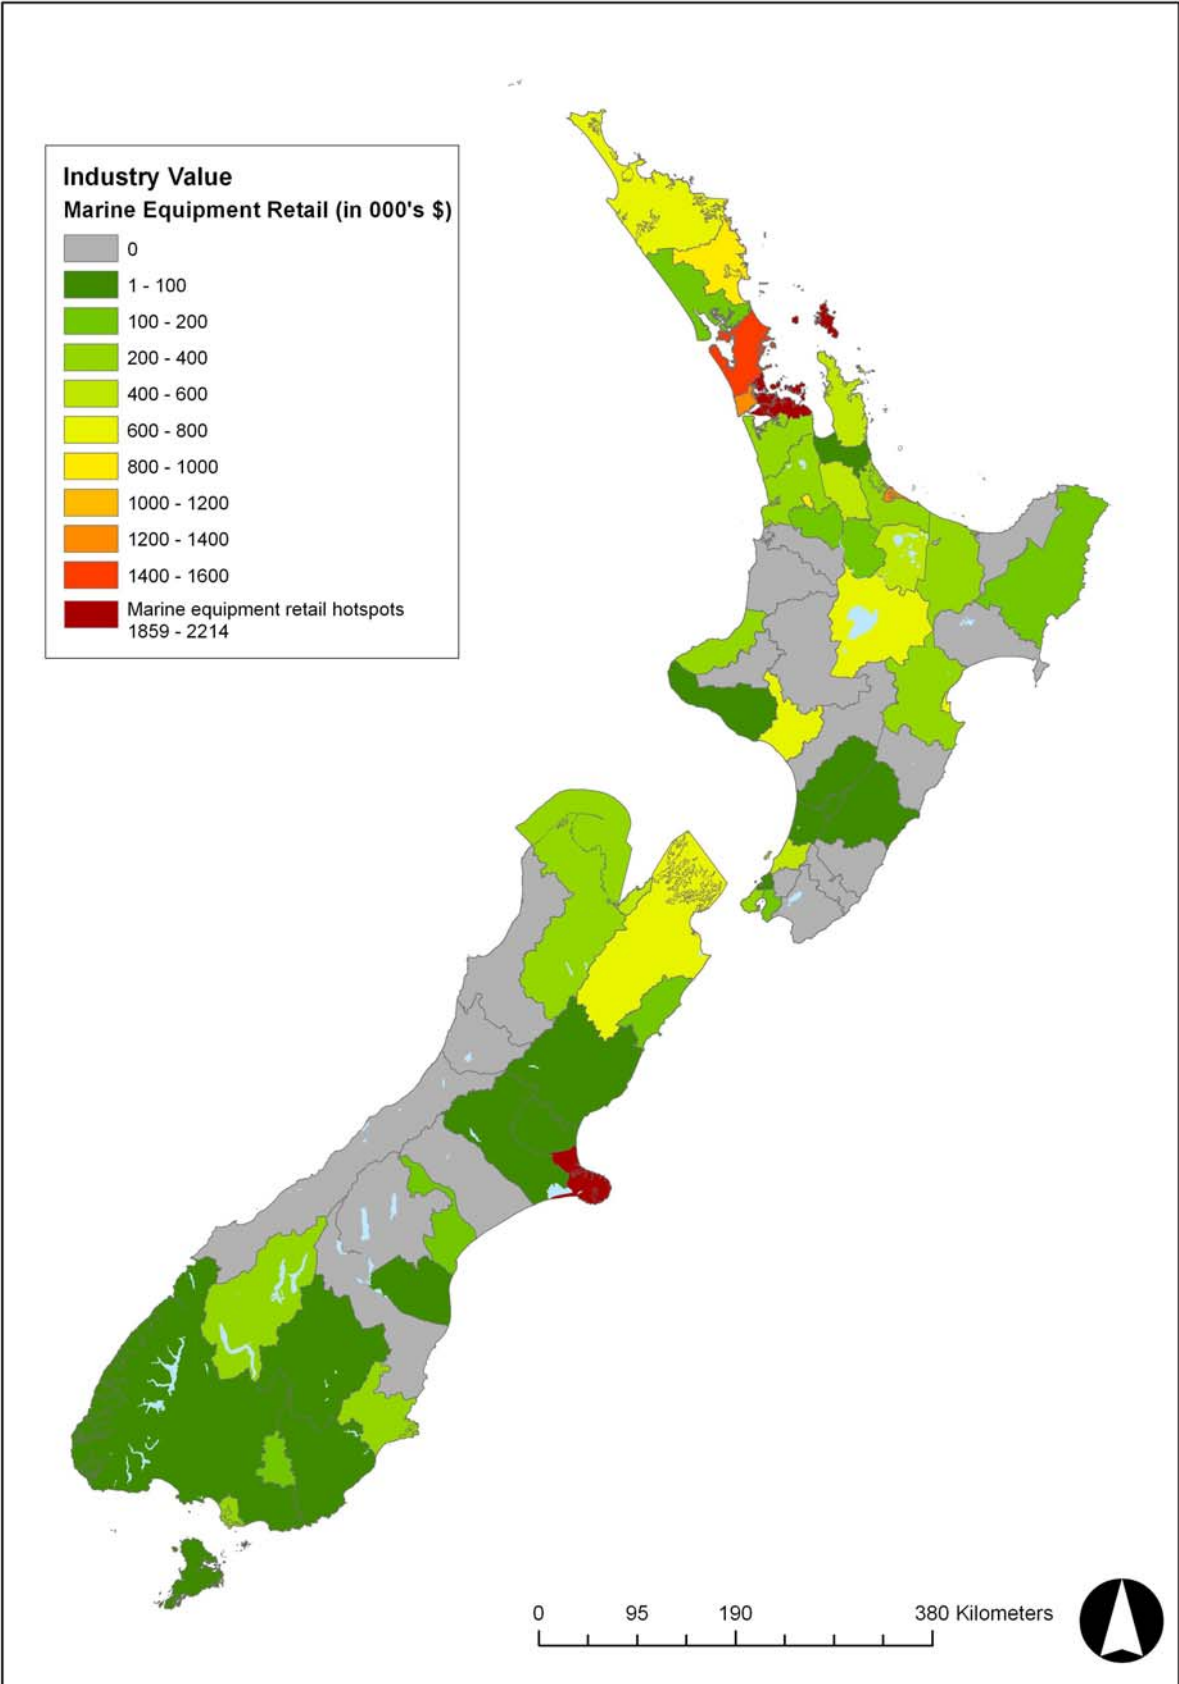 Industry Value
Marine Equipment Retail (in 000's $)
0
1 - 100
100 - 200
200 - 400
400 - 600
600 - 800
800 - 1000
1000 - 1200
1200 - 1400
1400 - 1600
Marine equipment retail hotspots
1859 - 2214
0 95 190 380 Kilometers